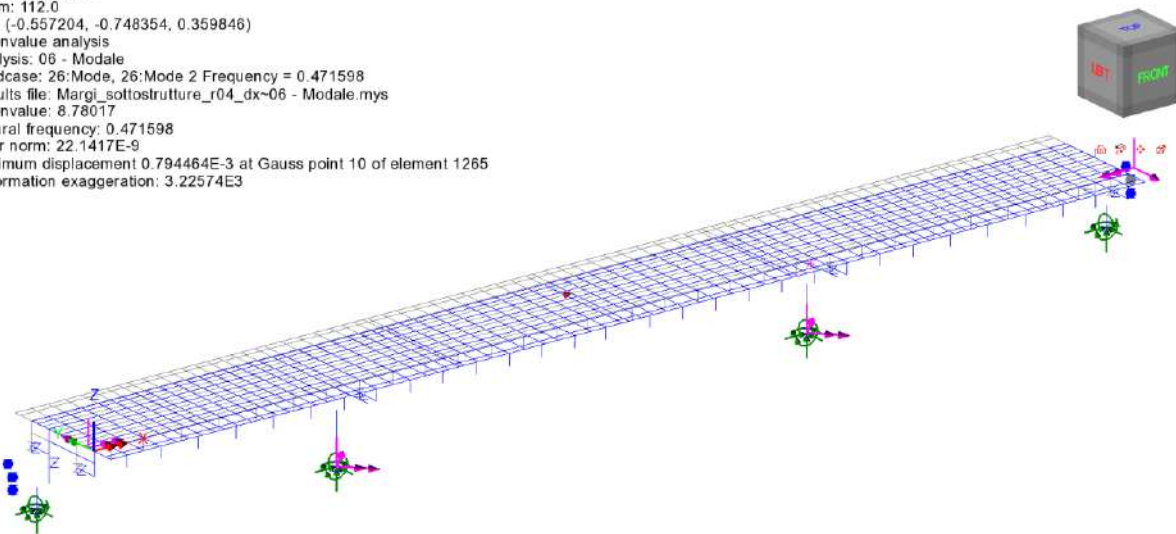 m: 112.0
(-0.557204, -0.748354, 0.359846)
nvalue analysis
lysis: 06 - Modale
dcase: 26:Mode, 26:Mode 2 Frequency = 0.471598
ults file: Margi_sottostrutture_r04_dx~06 - Modale.mys
nvalue: 8.78017
ural frequency: 0.471598
r norm: 22.1417E-9
imum displacement 0.794464E-3 at Gauss point 10 of element 1265
ormation exaggeration: 3.22574E3
TOP
LEFT
FRONT
Z
X
Y
Z
Z
Z